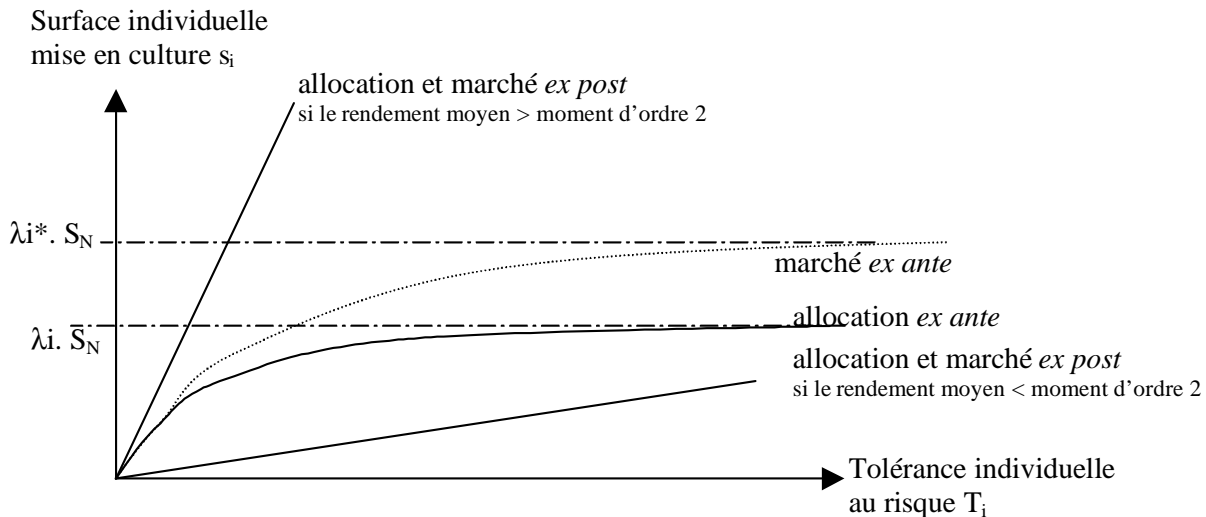 Surface individuelle
mise en culture si
allocation et marché ex post
si le rendement moyen > moment d’ordre 2
λi*. SN
marché ex ante
allocation ex ante
λi. SN
allocation et marché ex post
si le rendement moyen < moment d’ordre 2
Tolérance individuelle
au risque Ti